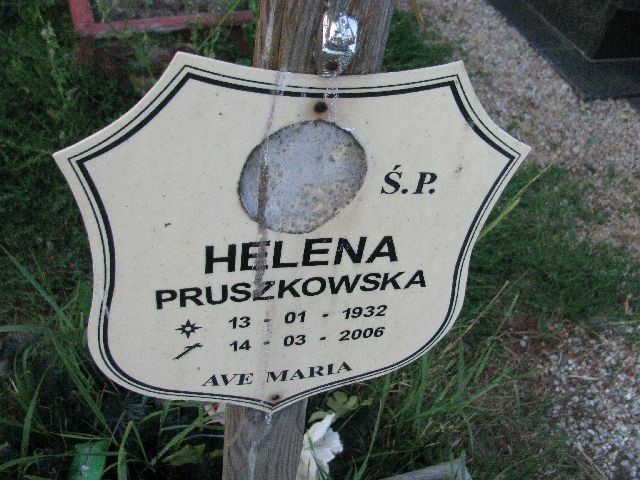 Ś.P.
HELENA
PRUSZKOWSKA
13 - 01 - 1932
14 - 03 - 2006
AVE MARIA